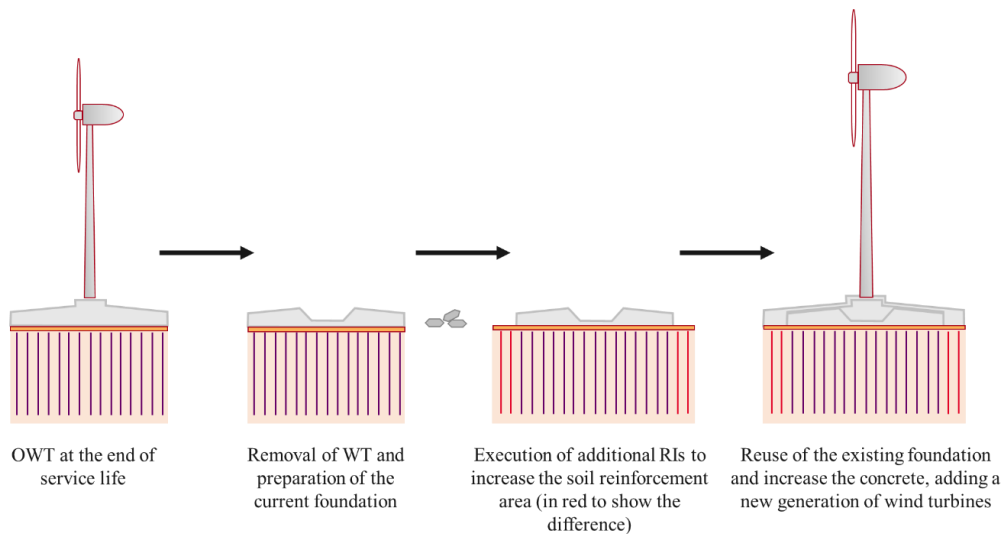 OWT at the end of
service life
Removal of WT and
preparation of the
current foundation
Execution of additional RIs to
increase the soil reinforcement
area (in red to show the
difference)
Reuse of the existing foundation
and increase the concrete, adding a
new generation of wind turbines